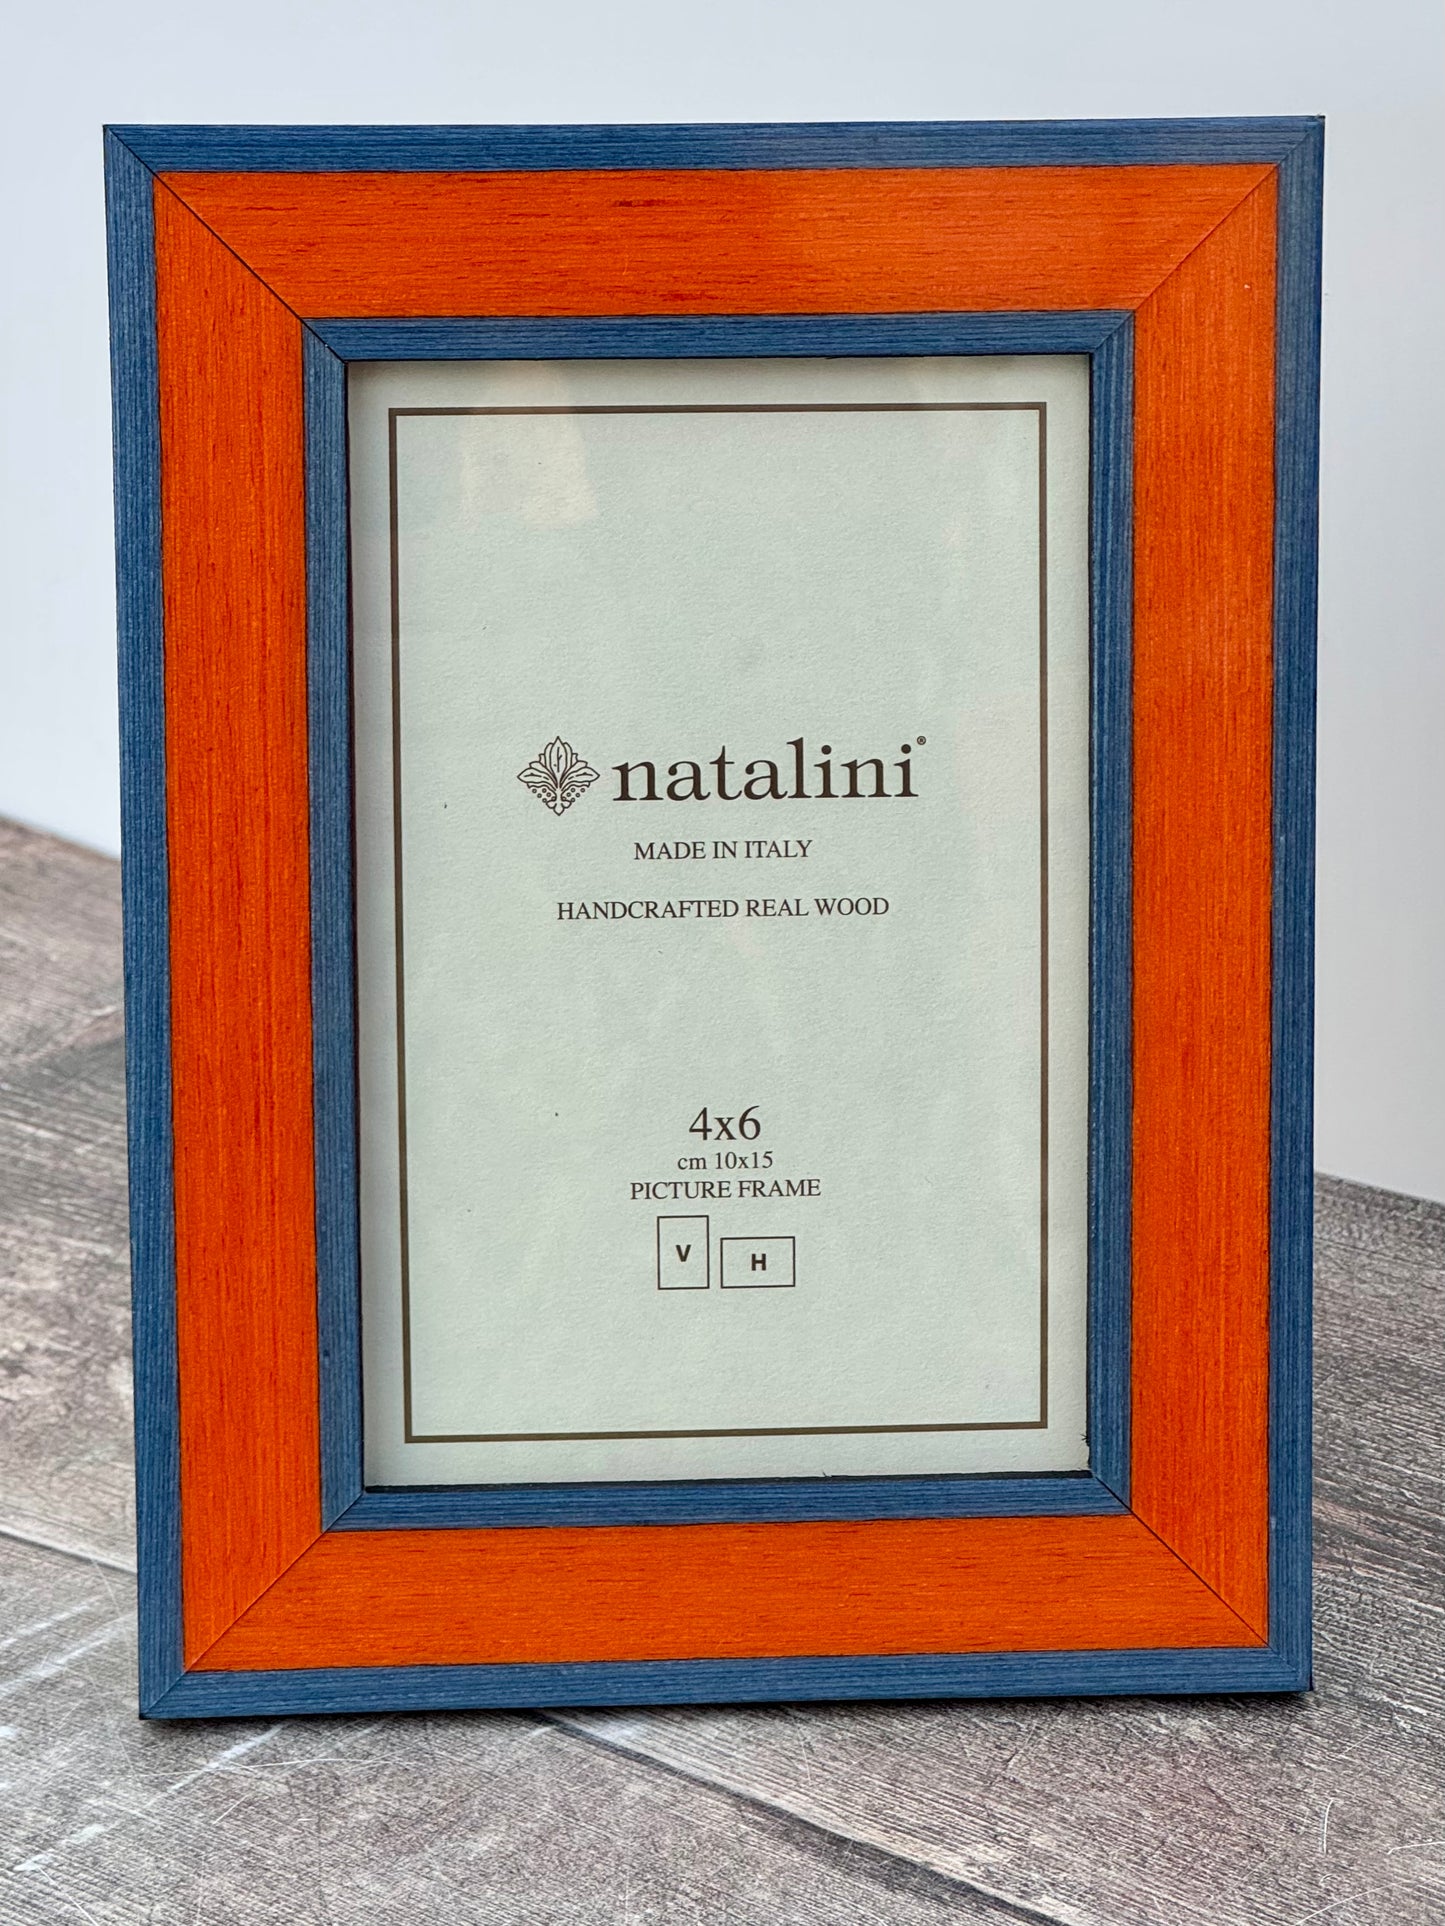 natalini®
MADE IN ITALY
HANDCRAFTED REAL WOOD
4x6
cm 10x15
PICTURE FRAME
V H